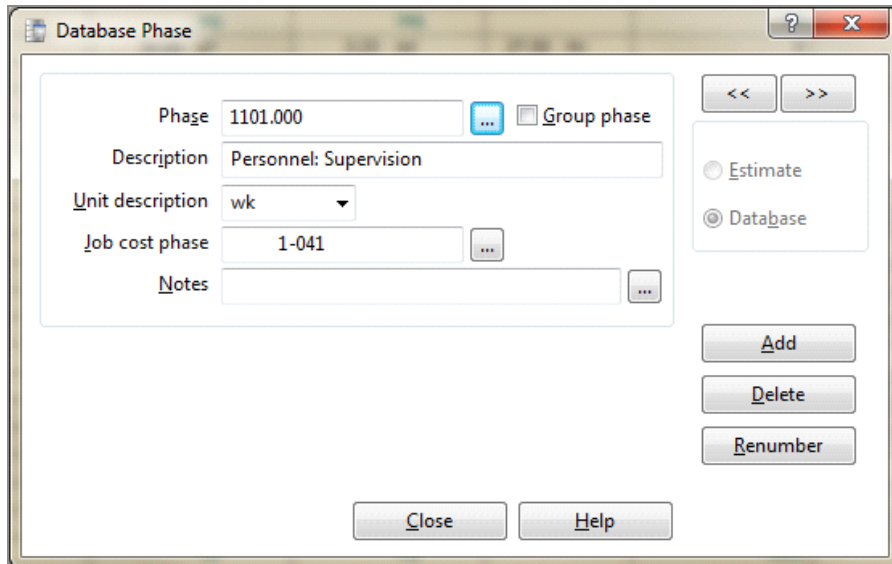 Database Phase
? X
Phase 1101.000 ... Group phase
Description Personnel: Supervision
Unit description wk
Job cost phase 1-041 ...
Notes ...
<< >>
Estimate
Database
Add
Delete
Renumber
Close Help